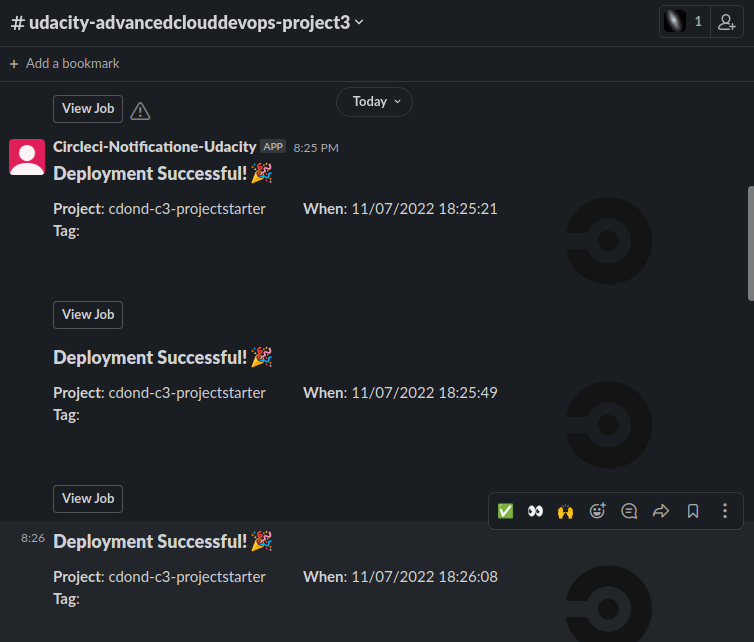 # udacity-advancedclouddevops-project3
1
+ Add a bookmark
View Job
Today
Circleci-Notificatione-Udacity APP 8:25 PM
Deployment Successful!
Project: cdond-c3-projectstarter When: 11/07/2022 18:25:21
Tag:
View Job
Deployment Successful!
Project: cdond-c3-projectstarter When: 11/07/2022 18:25:49
Tag:
View Job
8:26 Deployment Successful!
Project: cdond-c3-projectstarter When: 11/07/2022 18:26:08
Tag: